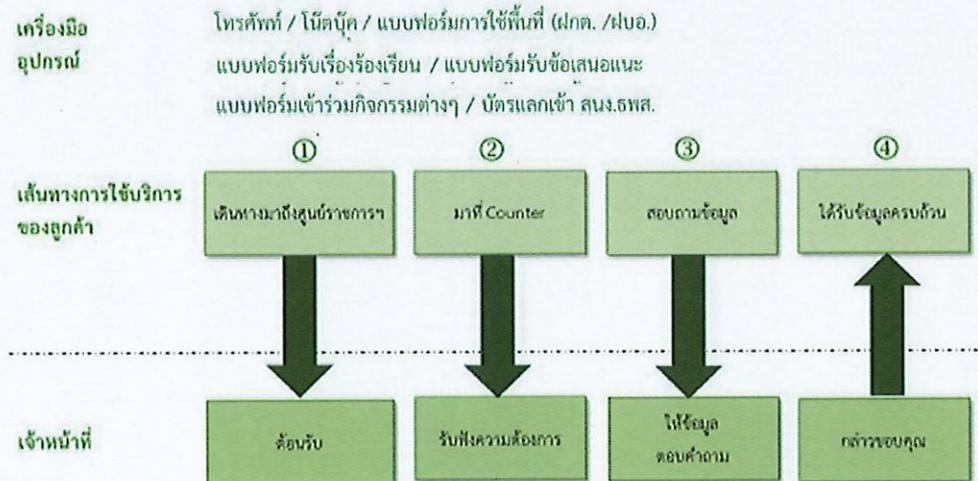 เครื่องมือ
อุปกรณ์
โทรศัพท์ / โน๊ตบุ๊ค / แบบฟอร์มการใช้พื้นที่ (ฝกต. /ฝบอ.)
แบบฟอร์มรับเรื่องร้องเรียน / แบบฟอร์มรับข้อเสนอแนะ
แบบฟอร์มเข้าร่วมกิจกรรมต่างๆ / บัตรแลกเข้า สนง.ธพส.
① ② ③ ④
เส้นทางการใช้บริการ
ของลูกค้า
เดินทางมาถึงศูนย์ราชการฯ
มาที่ Counter
สอบถามข้อมูล
ได้รับข้อมูลครบถ้วน
เจ้าหน้าที่
ต้อนรับ
รับฟังความต้องการ
ให้ข้อมูล
ตอบคำถาม
กล่าวขอบคุณ